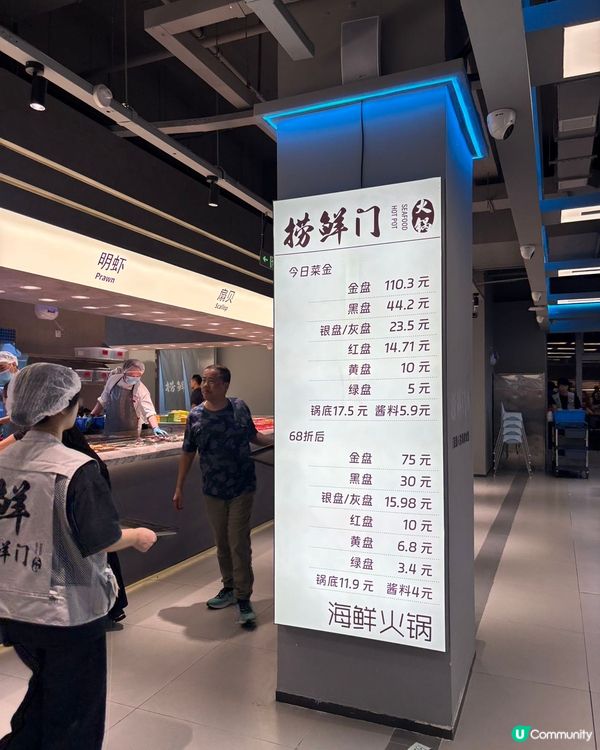 明虾
Prawn
扇贝
Scallop
捞鲜门
SEAFOOD
HOT POT
火锅
今日菜金
金盘 110.3 元
黑盘 44.2 元
银盘/灰盘 23.5 元
红盘 14.71 元
黄盘 10 元
绿盘 5 元
锅底17.5 元 酱料5.9元
68折后
金盘 75 元
黑盘 30 元
银盘/灰盘 15.98 元
红盘 10 元
黄盘 6.8 元
绿盘 3.4 元
锅底11.9 元 酱料4元
海鲜火锅
捞鲜
鲜
鲜门
U Community